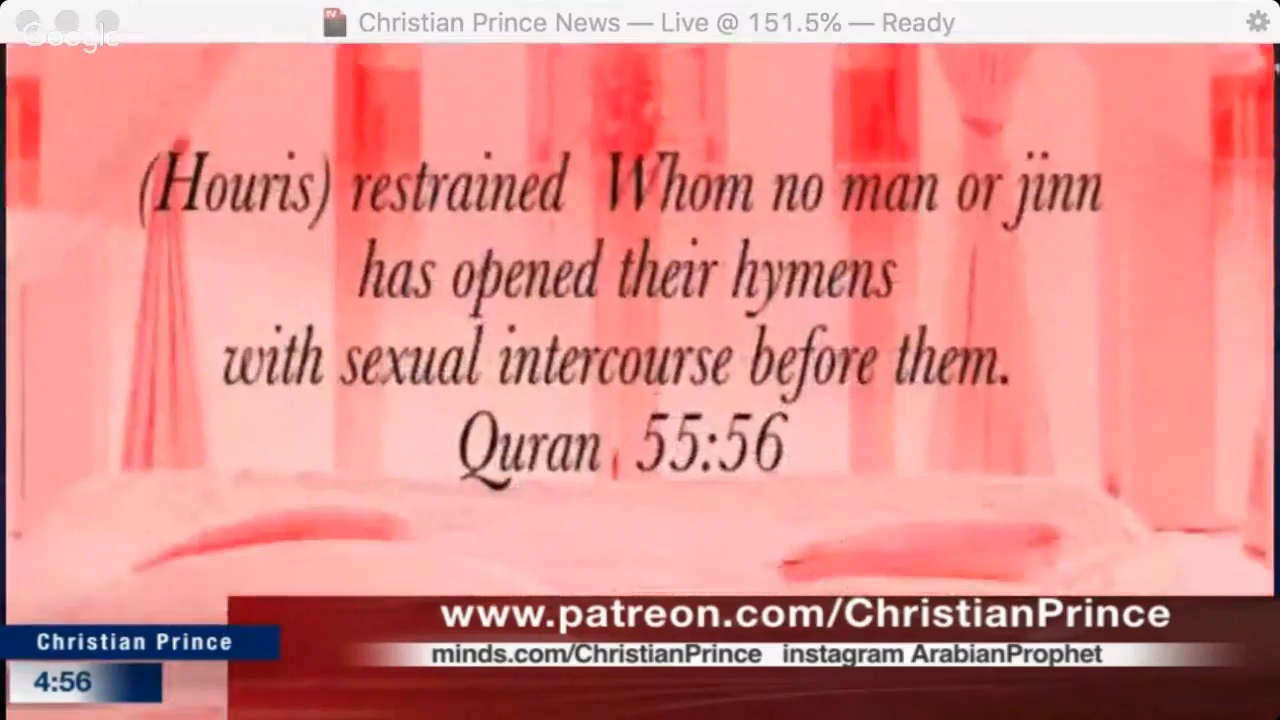 Christian Prince News — Live @ 151.5% — Ready
Google
(Houris) restrained Whom no man or jinn
has opened their hymens
with sexual intercourse before them.
Quran 55:56
www.patreon.com/ChristianPrince
Christian Prince
minds.com/ChristianPrince instagram ArabianProphet
4:56